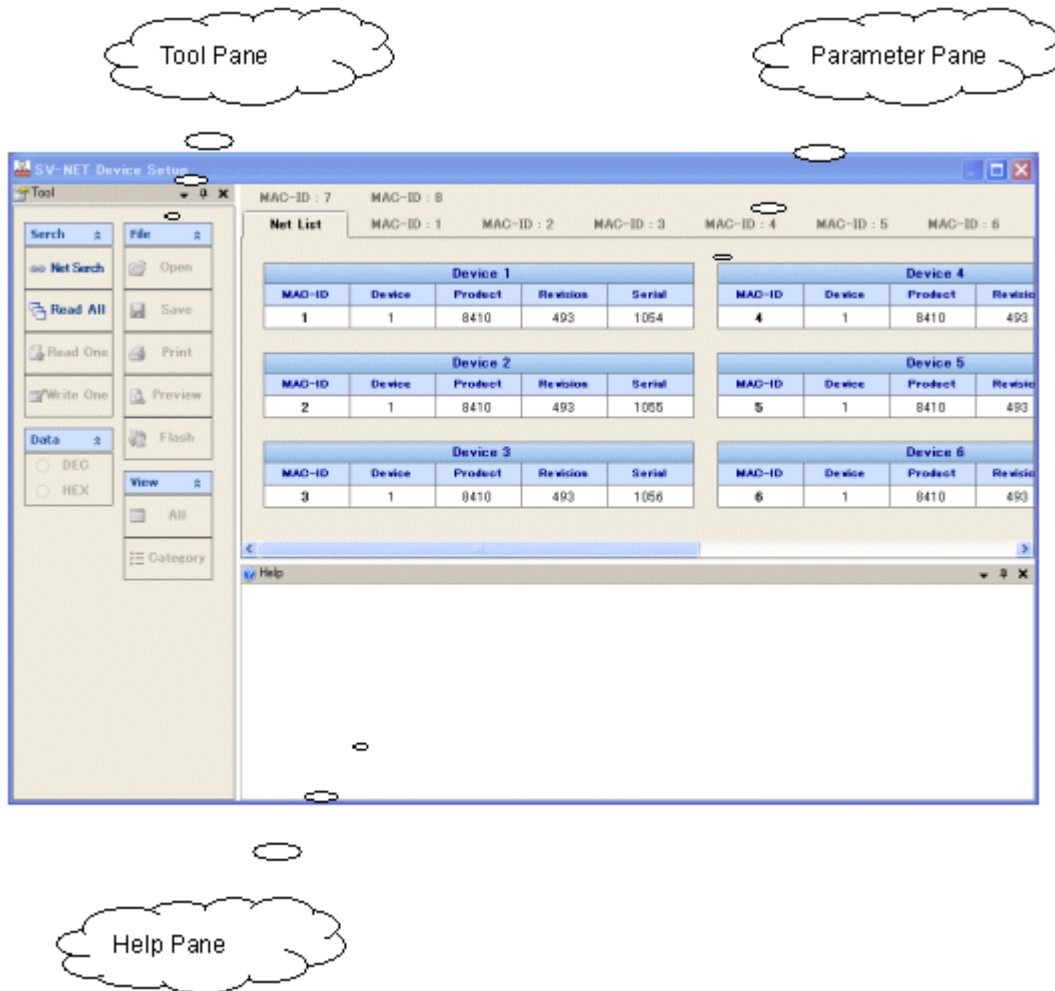 Tool Pane
Parameter Pane
SV-NET Device Setup
Tool
MAC-ID : 7 MAC-ID : 8
Net List MAC-ID : 1 MAC-ID : 2 MAC-ID : 3 MAC-ID : 4 MAC-ID : 5 MAC-ID : 6
Serch
Net Serch
Read All
Read One
Write One
Data
DEC
HEX
File
Open
Save
Print
Preview
Flash
View
All
Category
Device 1
MAC-ID Device Product Revision Serial
1 1 8410 493 1054
Device 2
MAC-ID Device Product Revision Serial
2 1 8410 493 1055
Device 3
MAC-ID Device Product Revision Serial
3 1 8410 493 1056
Device 4
MAC-ID Device Product Revisio
4 1 8410 493
Device 5
MAC-ID Device Product Revisio
5 1 8410 493
Device 6
MAC-ID Device Product Revisio
6 1 8410 493
Help
Help Pane